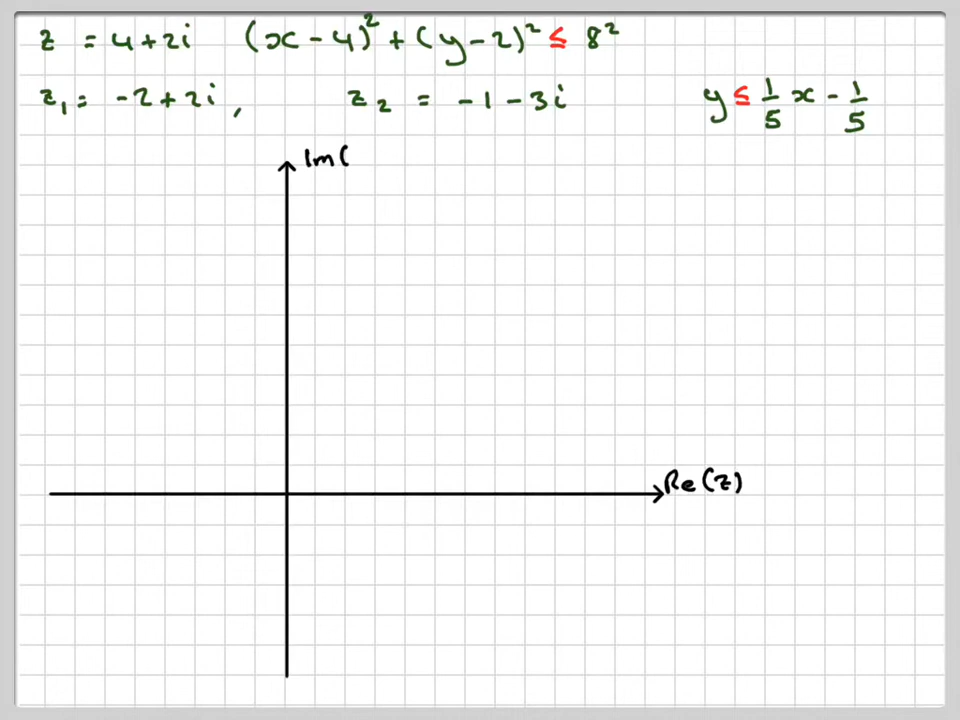 z = 4+2i (x-4)² + (y-2)² ≤ 8²
z₁ = -2+2i, z₂ = -1-3i y ≤ 1/5 x - 1/5
Im(
Re(z)